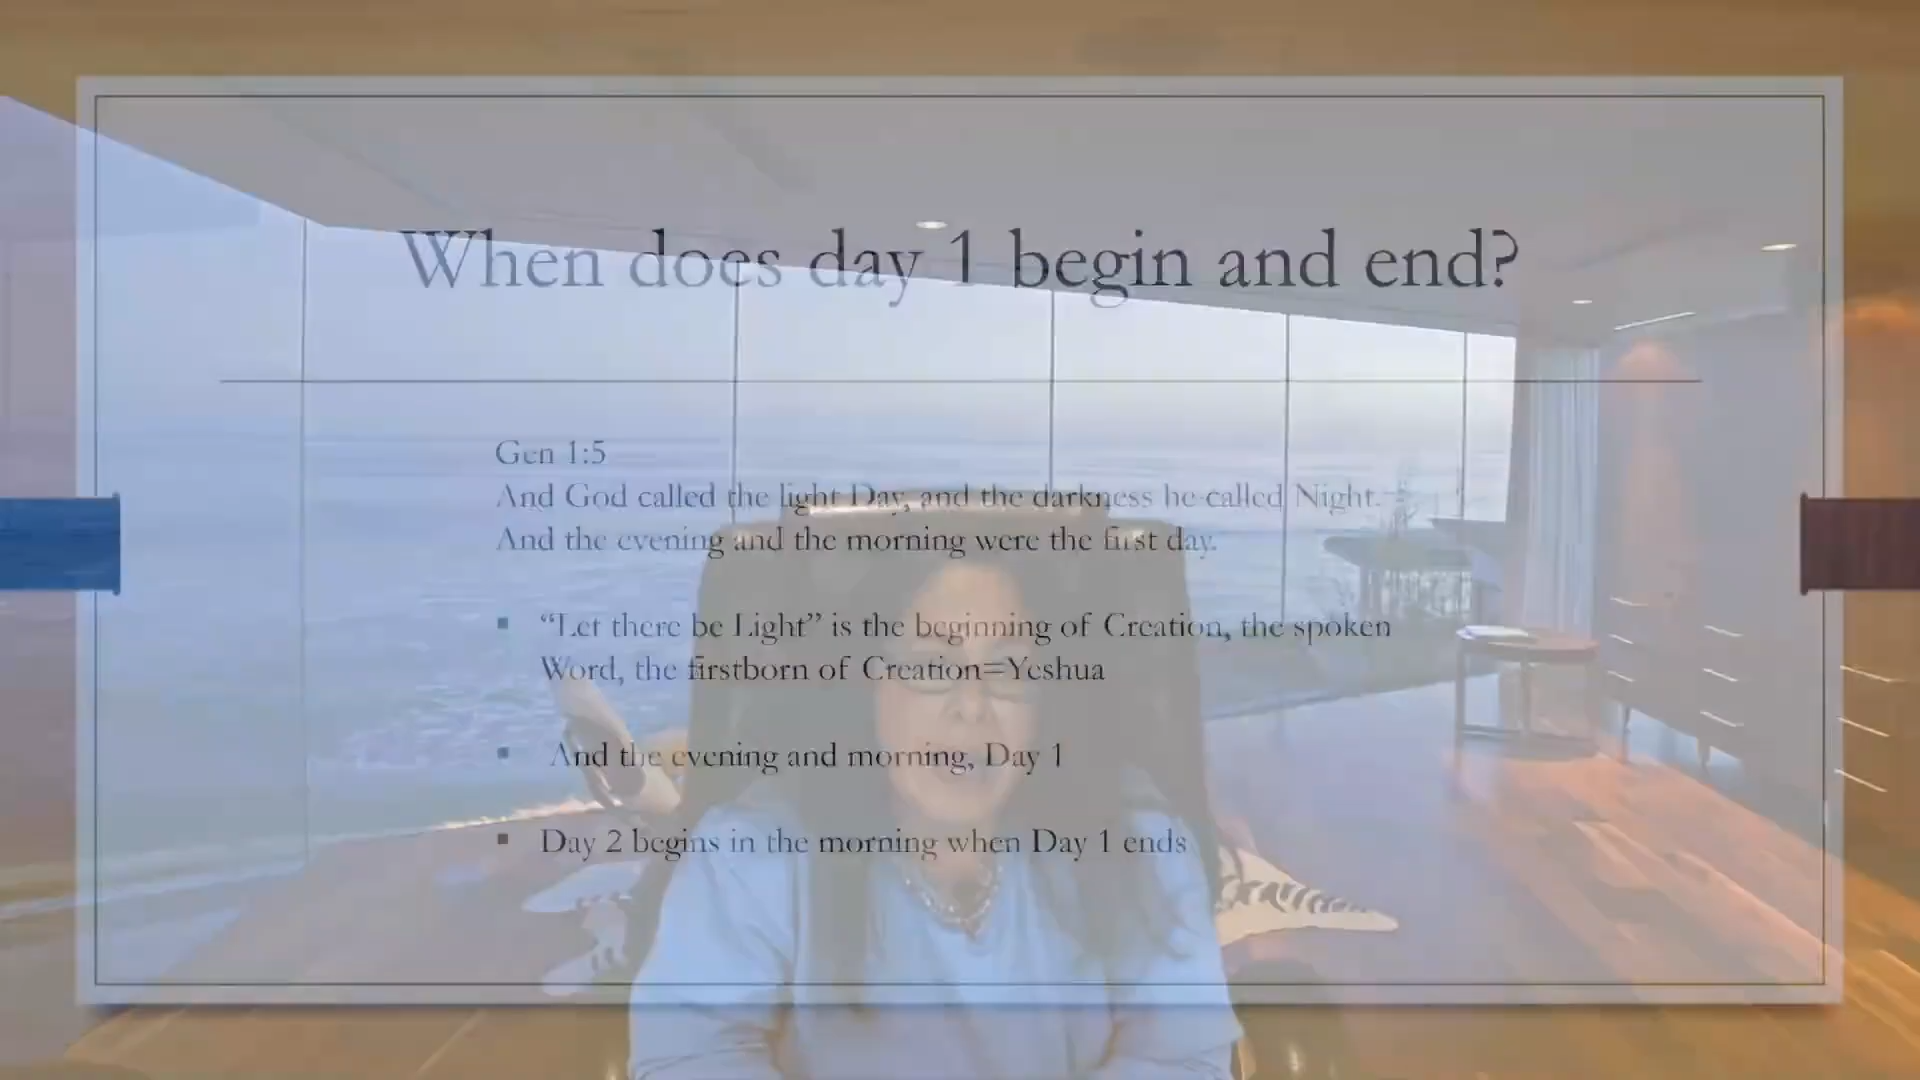 When does day 1 begin and end?
Gen 1:5
And God called the light Day, and the darkness he called Night.
And the evening and the morning were the first day.
▪ “Let there be Light” is the beginning of Creation, the spoken
Word, the firstborn of Creation=Yeshua
▪ And the evening and morning, Day 1
▪ Day 2 begins in the morning when Day 1 ends